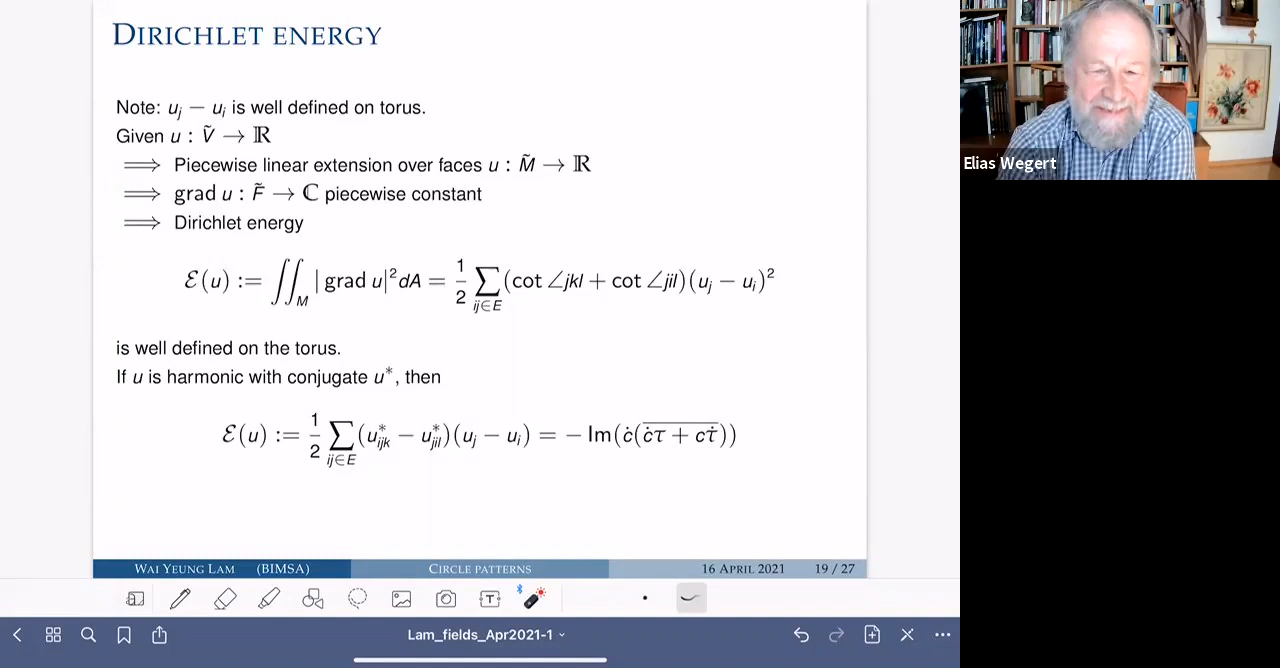 DIRICHLET ENERGY
Note: u_j − u_i is well defined on torus.
Given u : Ṽ → ℝ
⟹ Piecewise linear extension over faces u : M̃ → ℝ
⟹ grad u : F̃ → ℂ piecewise constant
⟹ Dirichlet energy
ℰ(u) := ∬_M | grad u|² dA = 1/2 ∑_{ij∈E} (cot ∠jkl + cot ∠jil)(u_j − u_i)²
is well defined on the torus.
If u is harmonic with conjugate u*, then
ℰ(u) := 1/2 ∑_{ij∈E} (u*_{ijk} − u*_{jil})(u_j − u_i) = − Im(ċ(\overline{ċτ + cτ̇}))
WAI YEUNG LAM (BIMSA) CIRCLE PATTERNS 16 APRIL 2021 19 / 27
Lam_fields_Apr2021-1
Elias Wegert